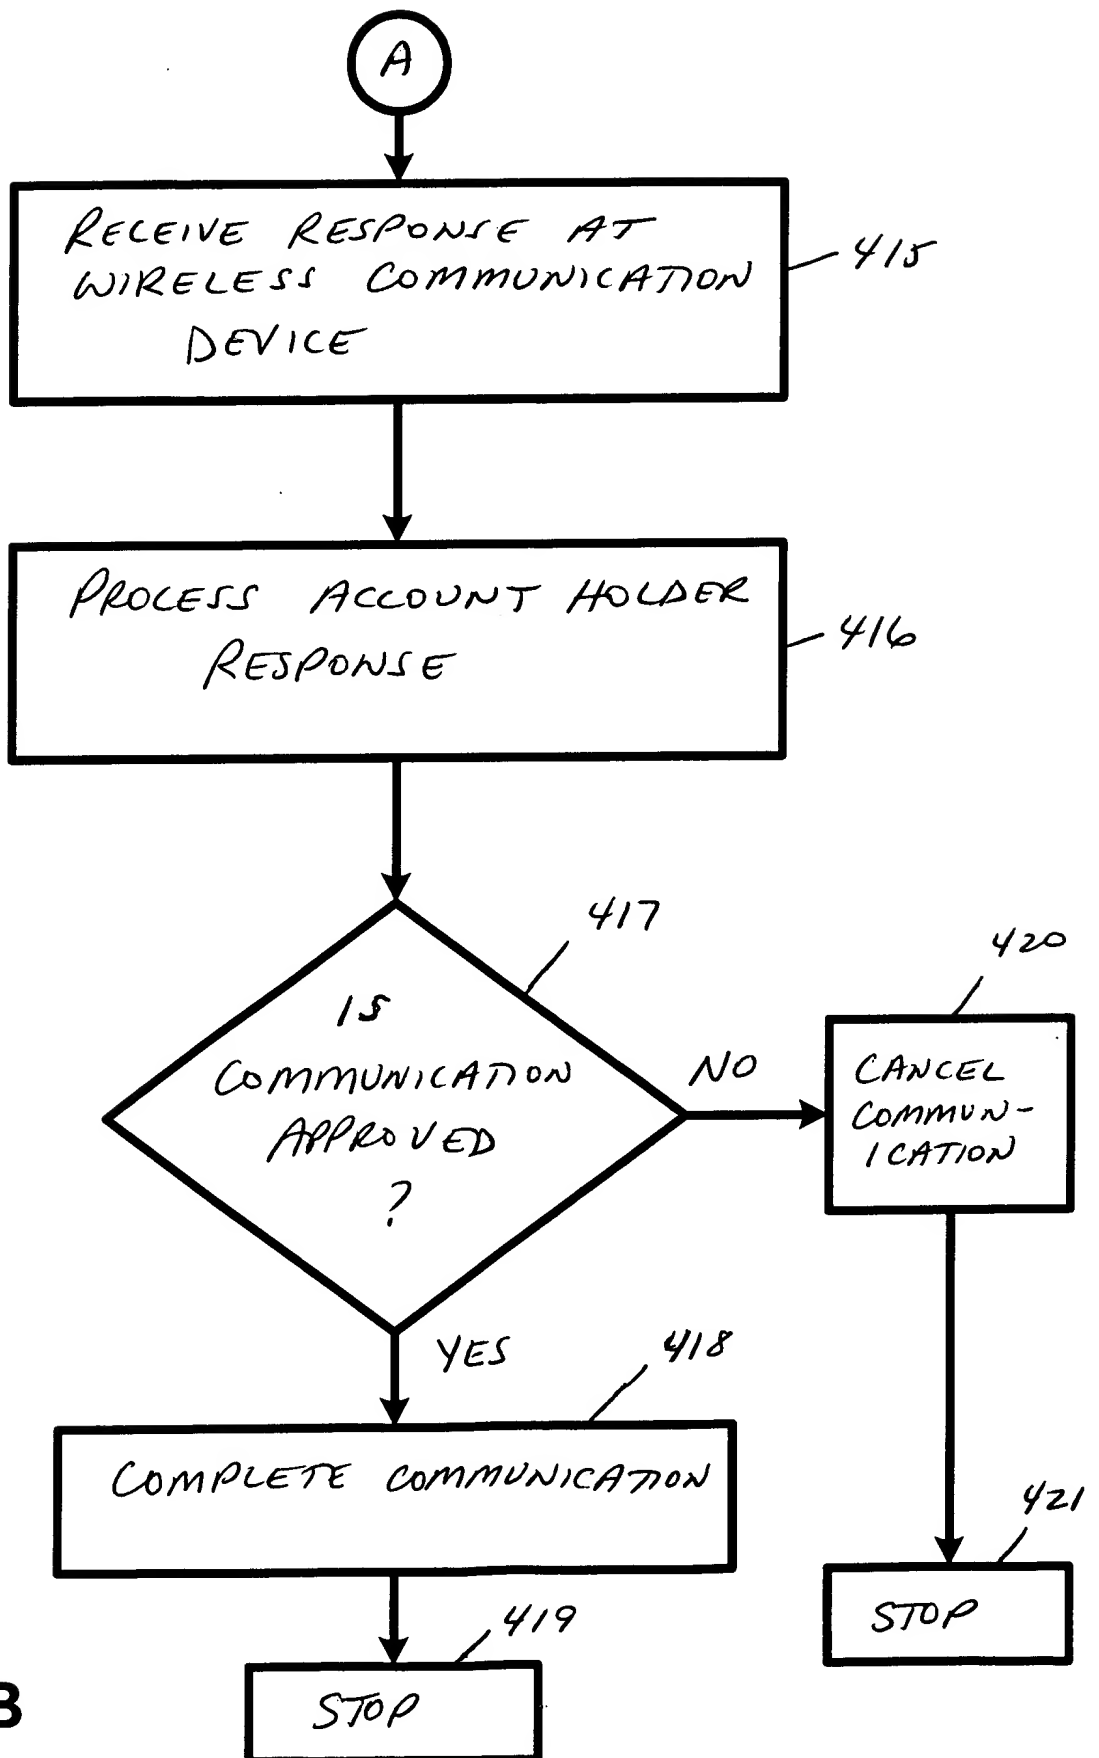 A
RECEIVE RESPONSE AT
WIRELESS COMMUNICATION
DEVICE
415
PROCESS ACCOUNT HOLDER
RESPONSE
416
417
IS
COMMUNICATION
APPROVED
?
NO
420
CANCEL
COMMUN-
ICATION
YES
418
COMPLETE COMMUNICATION
421
STOP
419
STOP
B